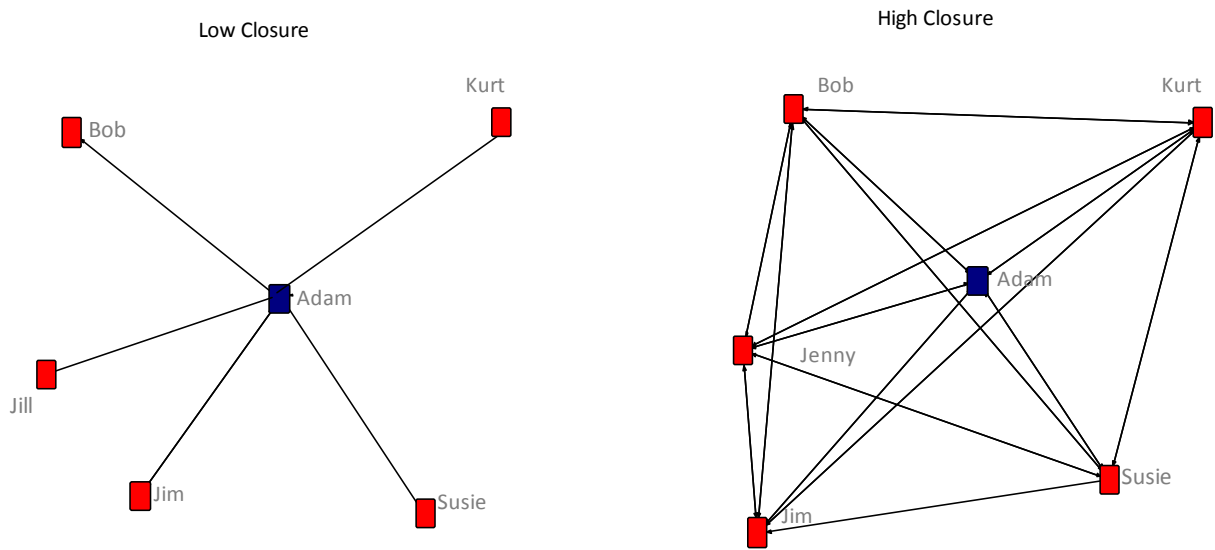 Low Closure
Kurt
Bob
Adam
Jill
Jim
Susie
High Closure
Bob
Kurt
Adam
Jenny
Susie
Jim